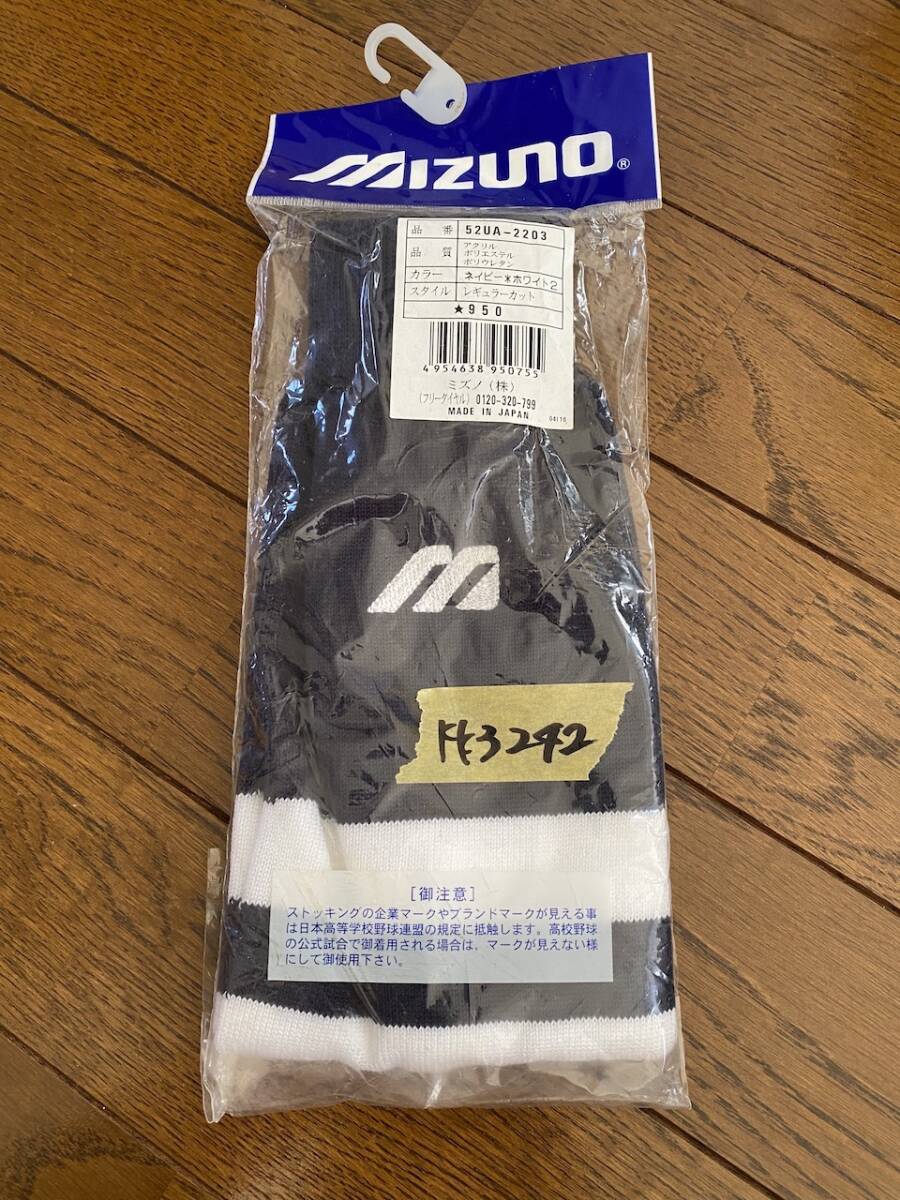 MIZUNO®
品番 52UA-2203
品質 アクリル
ポリエステル
ポリウレタン
カラー ネイビー*ホワイト2
スタイル レギュラーカット
★950
4 954638 950755
ミズノ(株)
(フリーダイヤル) 0120-320-799
MADE IN JAPAN
[御注意]
ストッキングの企業マークやブランドマークが見える事
は日本高等学校野球連盟の規定に抵触します。高校野球
の公式試合で御着用される場合は、マークが見えない様
にして御使用下さい。